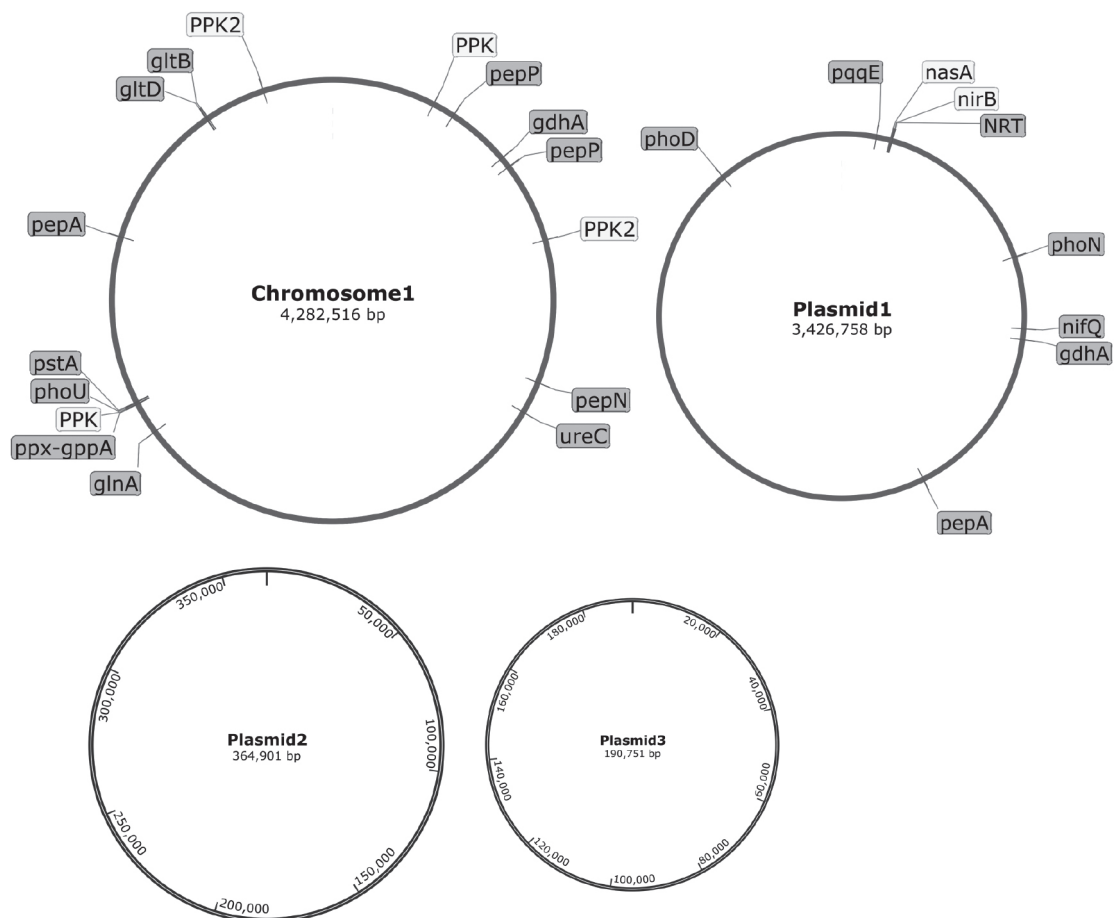 PPK2
gltB
gltD
PPK
pepP
gdhA
pepP
PPK2
pepA
Chromosome1
4,282,516 bp
pstA
phoU
PPK
ppx-gppA
glnA
pepN
ureC
pqqE
nasA
nirB
NRT
phoD
phoN
Plasmid1
3,426,758 bp
nifQ
gdhA
pepA
350,000
50,000
300,000
100,000
Plasmid2
364,901 bp
250,000
150,000
200,000
180,000
20,000
160,000
40,000
Plasmid3
190,751 bp
140,000
60,000
120,000
80,000
100,000